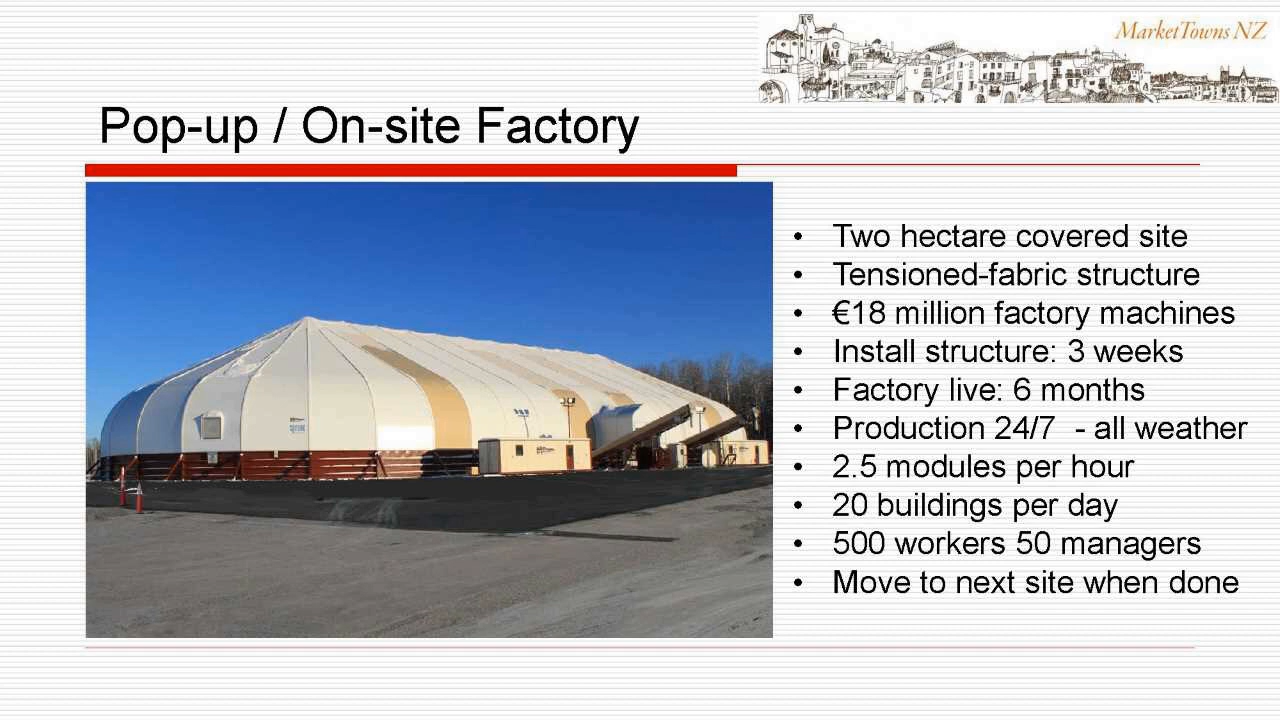 MarketTowns NZ
Pop-up / On-site Factory
• Two hectare covered site
• Tensioned-fabric structure
• €18 million factory machines
• Install structure: 3 weeks
• Factory live: 6 months
• Production 24/7 - all weather
• 2.5 modules per hour
• 20 buildings per day
• 500 workers 50 managers
• Move to next site when done